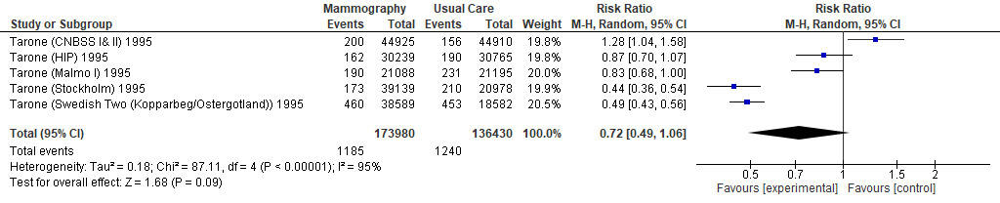 Mammography Usual Care Risk Ratio Risk Ratio
Study or Subgroup Events Total Events Total Weight M-H, Random, 95% CI M-H, Random, 95% CI
Tarone (CNBSS I& II) 1995 200 44925 156 44910 19.8% 1.28 [1.04, 1.58]
Tarone (HIP) 1995 162 30239 190 30765 19.8% 0.87 [0.70, 1.07]
Tarone (Malmo I) 1995 190 21088 231 21195 19.9% 0.83 [0.68, 1.00]
Tarone (Stockholm) 1995 173 39139 210 20978 19.9% 0.44 [0.36, 0.54]
Tarone (Swedish Two (Kopparbeg/Ostergotland)) 1995 460 38589 453 18582 20.5% 0.49 [0.43, 0.56]
Total (95% CI) 173980 136430 100.0% 0.72 [0.49, 1.06]
Total events 1185 1240
Heterogeneity: Tau² = 0.18; Chi² = 87.11, df = 4 (P < 0.00001); I² = 95%
Test for overall effect: Z = 1.68 (P = 0.09)
0.5 0.7 1 1.5 2
Favours [experimental] Favours [control]